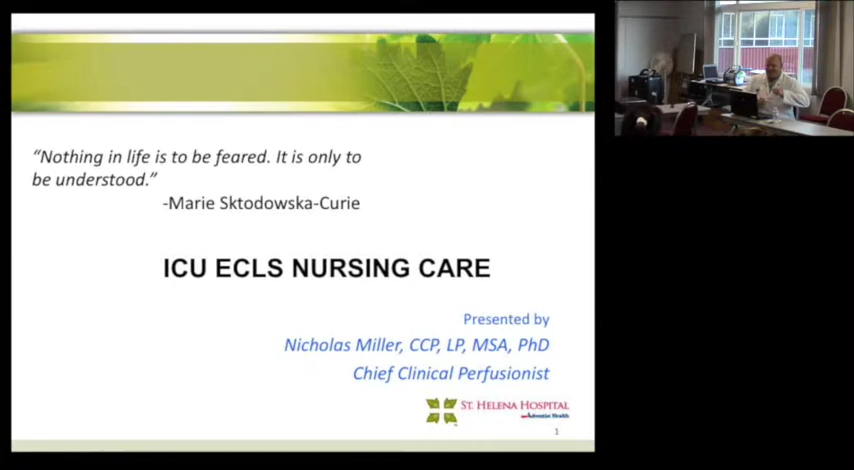 “Nothing in life is to be feared. It is only to
be understood.”
-Marie Sktodowska-Curie
ICU ECLS NURSING CARE
Presented by
Nicholas Miller, CCP, LP, MSA, PhD
Chief Clinical Perfusionist
ST. HELENA HOSPITAL
Adventist Health
1